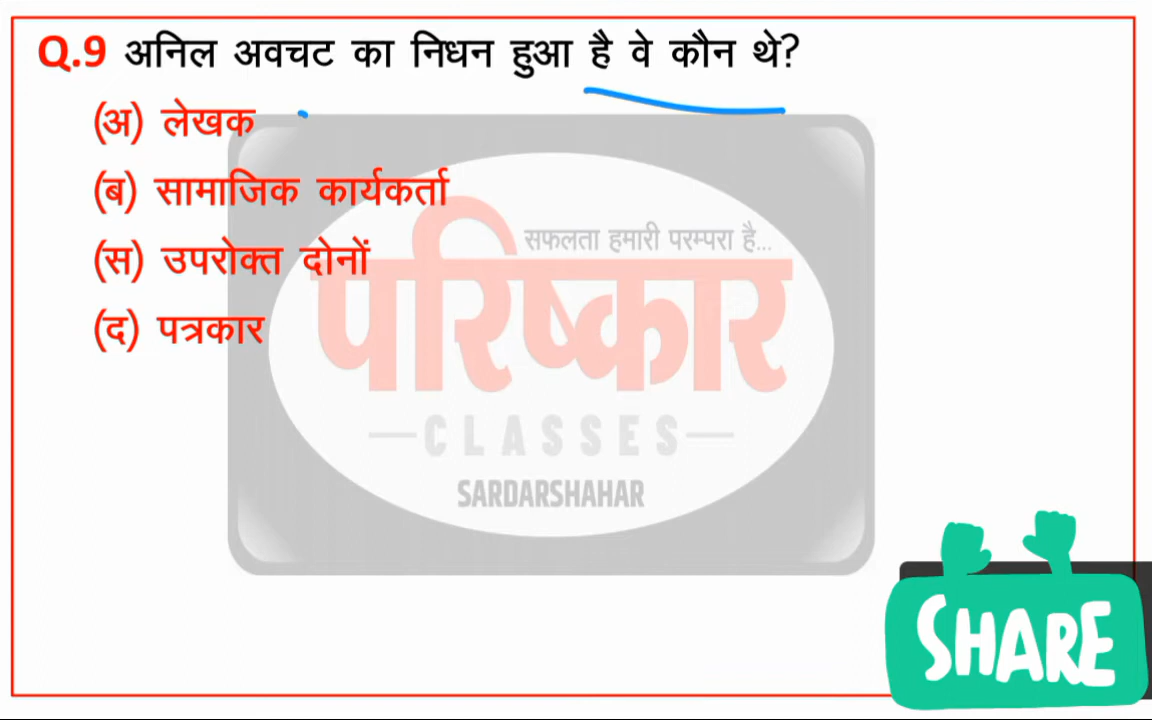 Q.9 अनिल अवचट का निधन हुआ है वे कौन थे?
(अ) लेखक
(ब) सामाजिक कार्यकर्ता
(स) उपरोक्त दोनों
(द) पत्रकार
सफलता हमारी परम्परा है...
परिष्कार
CLASSES
SARDARSHAHAR
SHARE